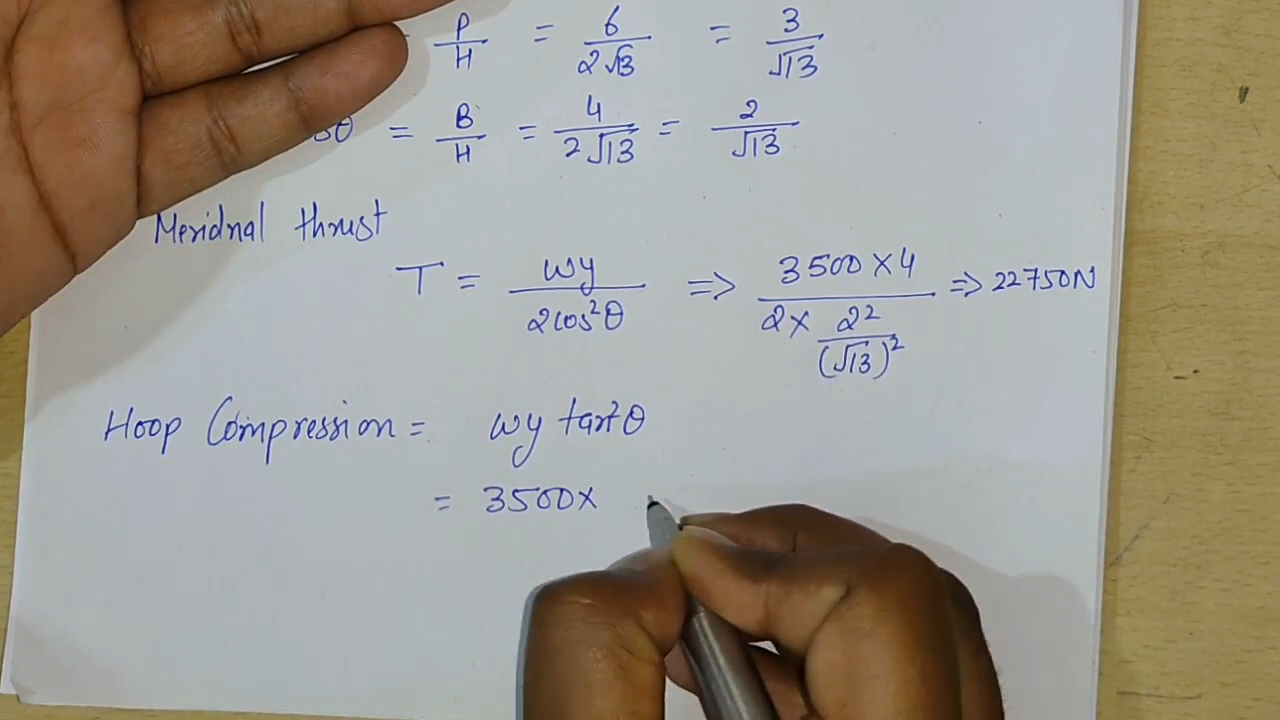 P/H = 6/2√13 = 3/√13
θ = B/H = 4/2√13 = 2/√13
Meridnal thrust
T = wy/2cos²θ => 3500×4/2×2²/(√13)² => 22750N
Hoop Compression = wy tan²θ
= 3500×